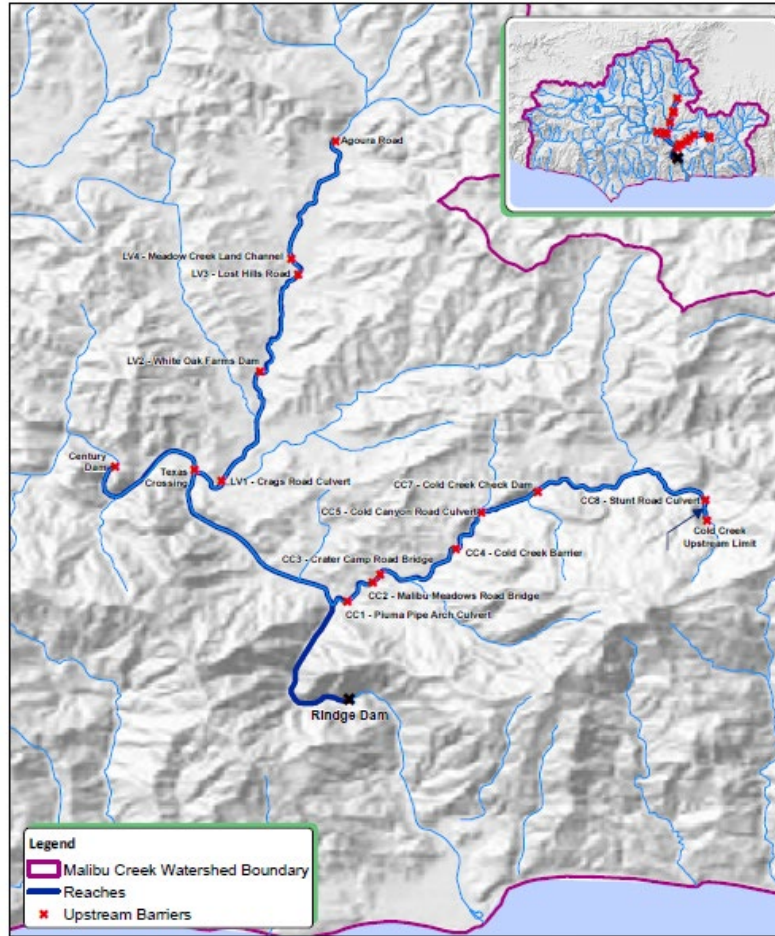 Agoura Road
LV4 - Meadow Creek Land Channel
LV3 - Lost Hills Road
LV2 - White Oak Farms Dam
Century
Dam
Texas
Crossing
LV1 - Crags Road Culvert
CC7 - Cold Creek Check Dam
CC8 - Stunt Road Culvert
CC5 - Cold Canyon Road Culvert
Cold Creek
Upstream Limit
CC4 - Cold Creek Barrier
CC3 - Crater Camp Road Bridge
CC2 - Malibu Meadows Road Bridge
CC1 - Piuma Pipe Arch Culvert
Rindge Dam
Legend
Malibu Creek Watershed Boundary
Reaches
Upstream Barriers